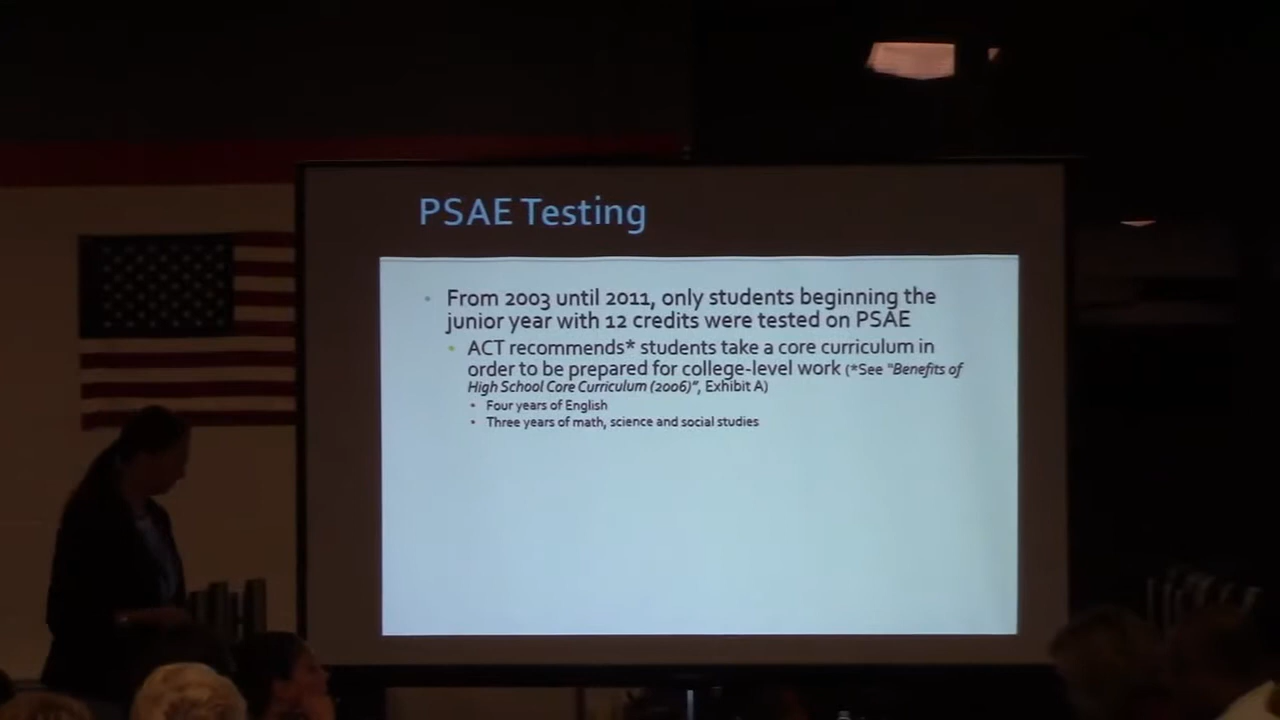 PSAE Testing
From 2003 until 2011, only students beginning the
junior year with 12 credits were tested on PSAE
ACT recommends* students take a core curriculum in
order to be prepared for college-level work (*See "Benefits of
High School Core Curriculum (2006)", Exhibit A)
Four years of English
Three years of math, science and social studies